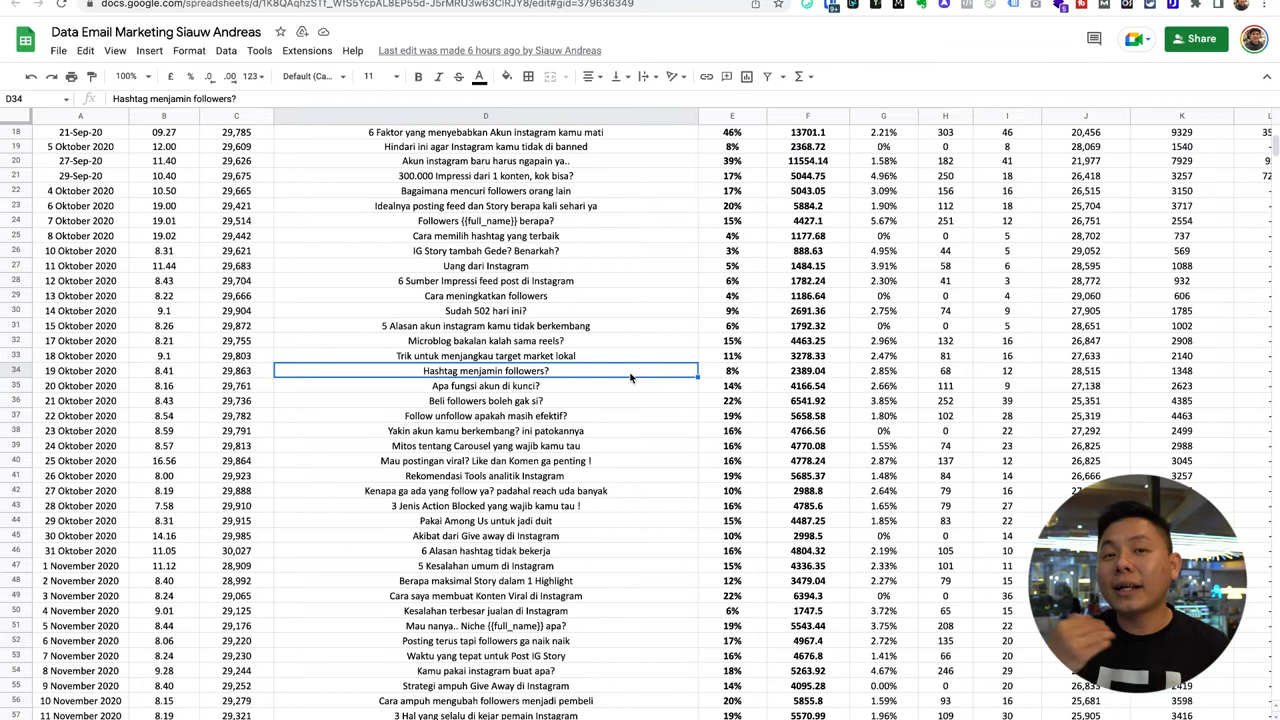 docs.google.com/spreadsheets/d/1K8QAqhzSTf_WfS5YcpAL8EP55d-J5rMRU3w63CIRJY8/edit#gid=379636349
Data Email Marketing Siauw Andreas
Share
File Edit View Insert Format Data Tools Extensions Help Last edit was made 6 hours ago by Siauw Andreas
100% £ % .0 .00 123 Default (Ca... 11 B I S A
D34 fx Hashtag menjamin followers?
A B C D E F G H I J K L
18 21-Sep-20 09.27 29,785 6 Faktor yang menyebabkan Akun instagram kamu mati 46% 13701.1 2.21% 303 46 20,456 9329
19 5 Oktober 2020 12.00 29,609 Hindari ini agar Instagram kamu tidak di banned 8% 2368.72 0% 0 8 28,069 1540
20 27-Sep-20 11.40 29,626 Akun instagram baru harus ngapain ya.. 39% 11554.14 1.58% 182 41 21,977 7929
21 29-Sep-20 10.40 29,675 300.000 Impressi dari 1 konten, kok bisa? 17% 5044.75 4.96% 250 18 26,418 3257
22 4 Oktober 2020 10.50 29,665 Bagaimana mencuri followers orang lain 17% 5043.05 3.09% 156 16 26,515 3150
23 6 Oktober 2020 19.00 29,421 Idealnya posting feed dan Story berapa kali sehari ya 20% 5884.2 1.90% 112 18 25,704 3717
24 7 Oktober 2020 19.01 29,514 Followers {{full_name}} berapa? 15% 4427.1 5.67% 251 12 26,751 2554
25 8 Oktober 2020 19.02 29,442 Cara memilih hashtag yang terbaik 4% 1177.68 0% 0 5 28,702 737
26 10 Oktober 2020 8.31 29,621 IG Story tambah Gede? Benarkah? 3% 888.63 4.95% 44 5 29,052 569
27 11 Oktober 2020 11.44 29,683 Uang dari Instagram 5% 1484.15 3.91% 58 6 28,595 1088
28 12 Oktober 2020 8.43 29,704 6 Sumber Impressi feed post di Instagram 6% 1782.24 2.30% 41 3 28,772 932
29 13 Oktober 2020 8.22 29,666 Cara meningkatkan followers 4% 1186.64 0% 0 4 29,060 606
30 14 Oktober 2020 9.1 29,904 Sudah 502 hari ini? 9% 2691.36 2.75% 74 9 27,905 1785
31 15 Oktober 2020 8.26 29,872 5 Alasan akun instagram kamu tidak berkembang 6% 1792.32 0% 0 5 28,651 1002
32 17 Oktober 2020 8.21 29,755 Microblog bakalan kalah sama reels? 15% 4463.25 2.96% 132 16 26,847 2908
33 18 Oktober 2020 9.1 29,803 Trik untuk menjangkau target market lokal 11% 3278.33 2.47% 81 16 27,633 2140
34 19 Oktober 2020 8.41 29,863 Hashtag menjamin followers? 8% 2389.04 2.85% 68 12 28,515 1348
35 20 Oktober 2020 8.16 29,761 Apa fungsi akun di kunci? 14% 4166.54 2.66% 111 9 27,138 2623
36 21 Oktober 2020 8.43 29,736 Beli followers boleh gak si? 22% 6541.92 3.85% 252 39 25,351 4385
37 22 Oktober 2020 8.54 29,782 Follow unfollow apakah masih efektif? 19% 5658.58 1.80% 102 28 25,319 4463
38 23 Oktober 2020 8.59 29,791 Yakin akun kamu berkembang? ini patokannya 16% 4766.56 0% 0 22 27,292 2499
39 24 Oktober 2020 8.57 29,813 Mitos tentang Carousel yang wajib kamu tau 16% 4770.08 1.55% 74 23 26,825 2988
40 25 Oktober 2020 16.56 29,864 Mau postingan viral? Like dan Komen ga penting ! 16% 4778.24 2.87% 137 12 26,825 3045
41 26 Oktober 2020 8.00 29,923 Rekomendasi Tools analitik Instagram 19% 5685.37 1.48% 84 14 26,666 3257
42 27 Oktober 2020 8.19 29,888 Kenapa ga ada yang follow ya? padahal reach uda banyak 10% 2988.8 2.64% 79 16
43 28 Oktober 2020 7.58 29,910 3 Jenis Action Blocked yang wajib kamu tau ! 16% 4785.6 1.65% 79 27
44 29 Oktober 2020 8.31 29,915 Pakai Among Us untuk jadi duit 15% 4487.25 1.85% 83 22
45 30 Oktober 2020 14.16 29,985 Akibat dari Give away di Instagram 10% 2998.5 0% 0 14
46 31 Oktober 2020 11.05 30,027 6 Alasan hashtag tidak bekerja 16% 4804.32 2.19% 105 10
47 1 November 2020 11.12 28,909 5 Kesalahan umum di Instagram 15% 4336.35 2.33% 101 11
48 2 November 2020 8.40 28,992 Berapa maksimal Story dalam 1 Highlight 12% 3479.04 2.27% 79 15
49 3 November 2020 8.24 29,065 Cara saya membuat Konten Viral di Instagram 22% 6394.3 0% 0 36
50 4 November 2020 9.01 29,125 Kesalahan terbesar jualan di Instagram 6% 1747.5 3.72% 65 15
51 5 November 2020 8.44 29,176 Mau nanya.. Niche {{full_name}} apa? 19% 5543.44 3.75% 208 22
52 6 November 2020 8.06 29,220 Posting terus tapi followers ga naik naik 17% 4967.4 2.72% 135 20
53 7 November 2020 8.24 29,230 Waktu yang tepat untuk Post IG Story 16% 4676.8 1.41% 66 20
54 8 November 2020 9.28 29,244 Kamu pakai instagram buat apa? 18% 5263.92 4.67% 246 29
55 9 November 2020 8.40 29,252 Strategi ampuh Give Away di Instagram 14% 4095.28 0.00% 0 20 26,833 2419
56 10 November 2020 8.15 29,279 Cara ampuh mengubah followers menjadi pembeli 20% 5855.8 1.59% 93 16 25,683
57 11 November 2020 8.19 29,321 3 Hal yang selalu di kejar pemain Instagram 19% 5570.99 1.96% 109 30 25,905 3416